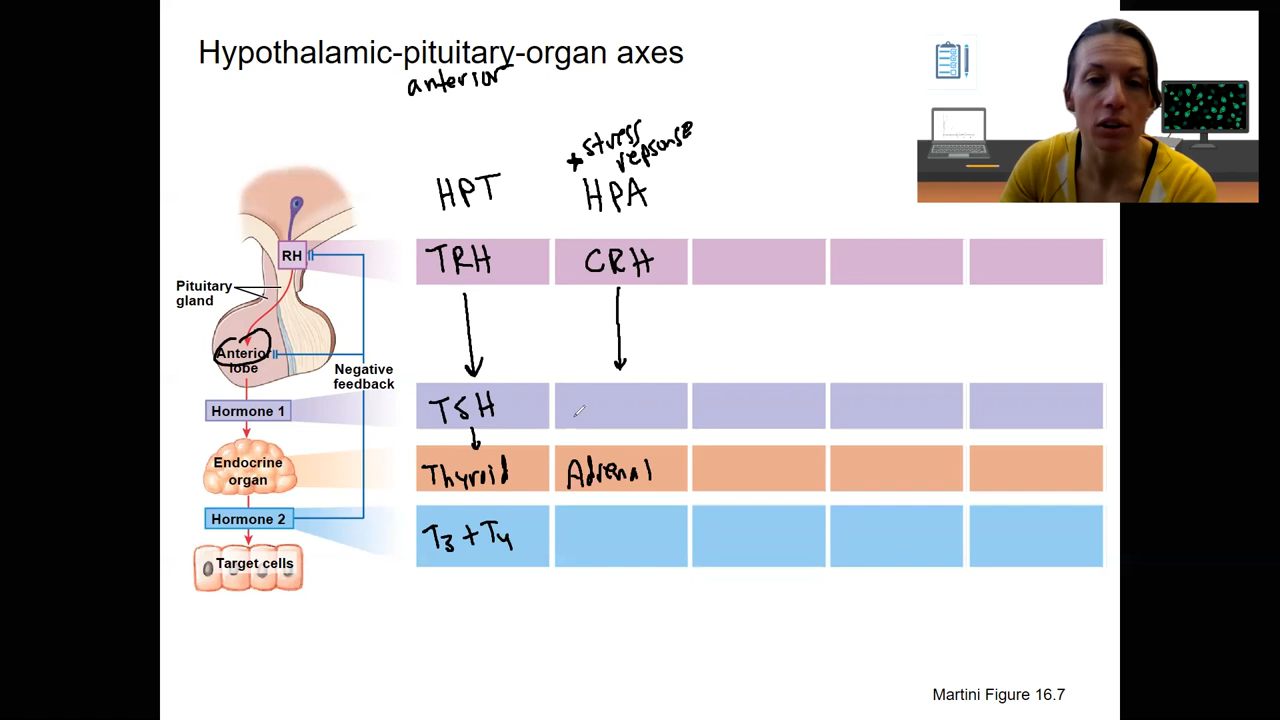 Hypothalamic-pituitary-organ axes
anterior
* stress
repsonse
HPT
HPA
RH
TRH
CRH
Pituitary
gland
Anterior
lobe
Negative
feedback
Hormone 1
TSH
Endocrine
organ
Thyroid
Adrenal
Hormone 2
T3 + T4
Target cells
Martini Figure 16.7